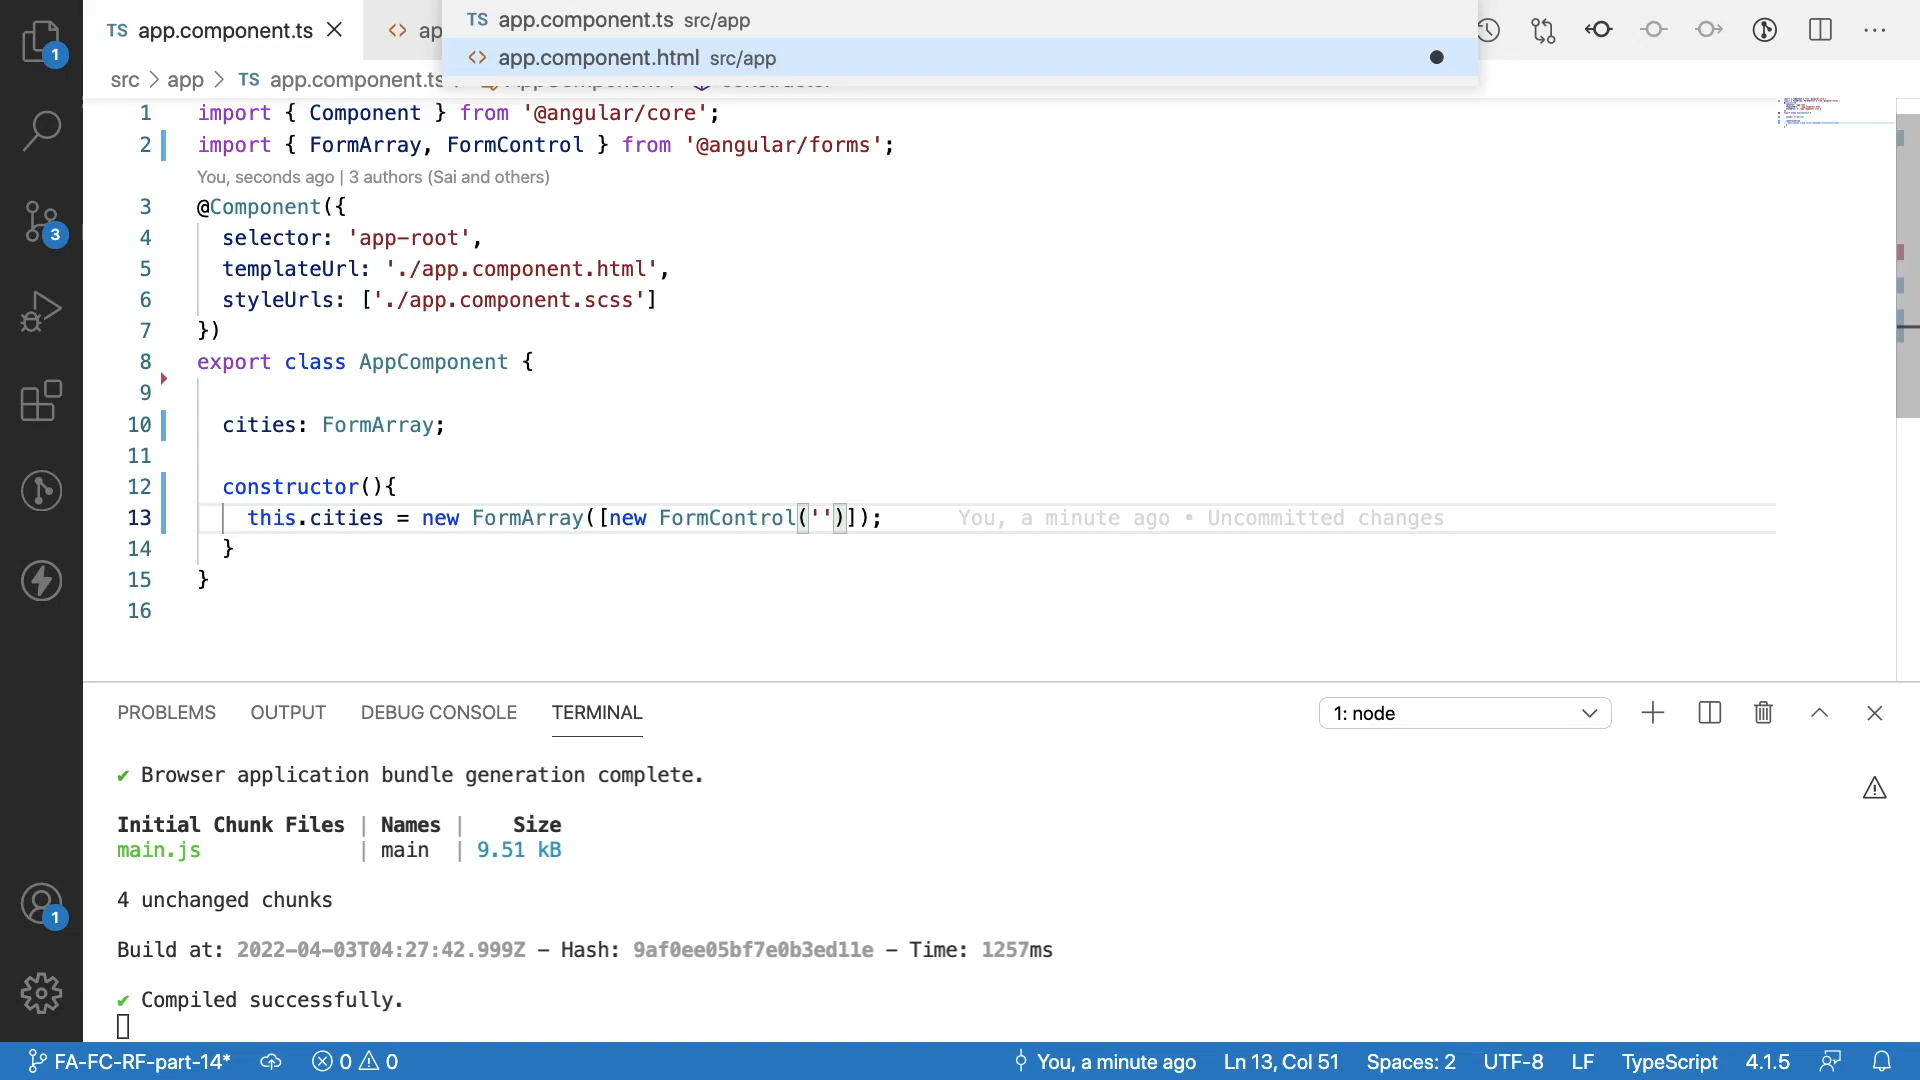 TS app.component.ts
<> ap
TS app.component.ts src/app
<> app.component.html src/app
src > app > TS app.component.ts
1 import { Component } from '@angular/core';
2 import { FormArray, FormControl } from '@angular/forms';
You, seconds ago | 3 authors (Sai and others)
3 @Component({
4 selector: 'app-root',
5 templateUrl: './app.component.html',
6 styleUrls: ['./app.component.scss']
7 })
8 export class AppComponent {
9
10 cities: FormArray;
11
12 constructor(){
13 this.cities = new FormArray([new FormControl('')]); You, a minute ago • Uncommitted changes
14 }
15 }
16
1
3
1
PROBLEMS OUTPUT DEBUG CONSOLE TERMINAL 1: node
✔ Browser application bundle generation complete.
Initial Chunk Files | Names | Size
main.js | main | 9.51 kB
4 unchanged chunks
Build at: 2022-04-03T04:27:42.999Z - Hash: 9af0ee05bf7e0b3ed11e - Time: 1257ms
✔ Compiled successfully.
FA-FC-RF-part-14* 0 0 You, a minute ago Ln 13, Col 51 Spaces: 2 UTF-8 LF TypeScript 4.1.5